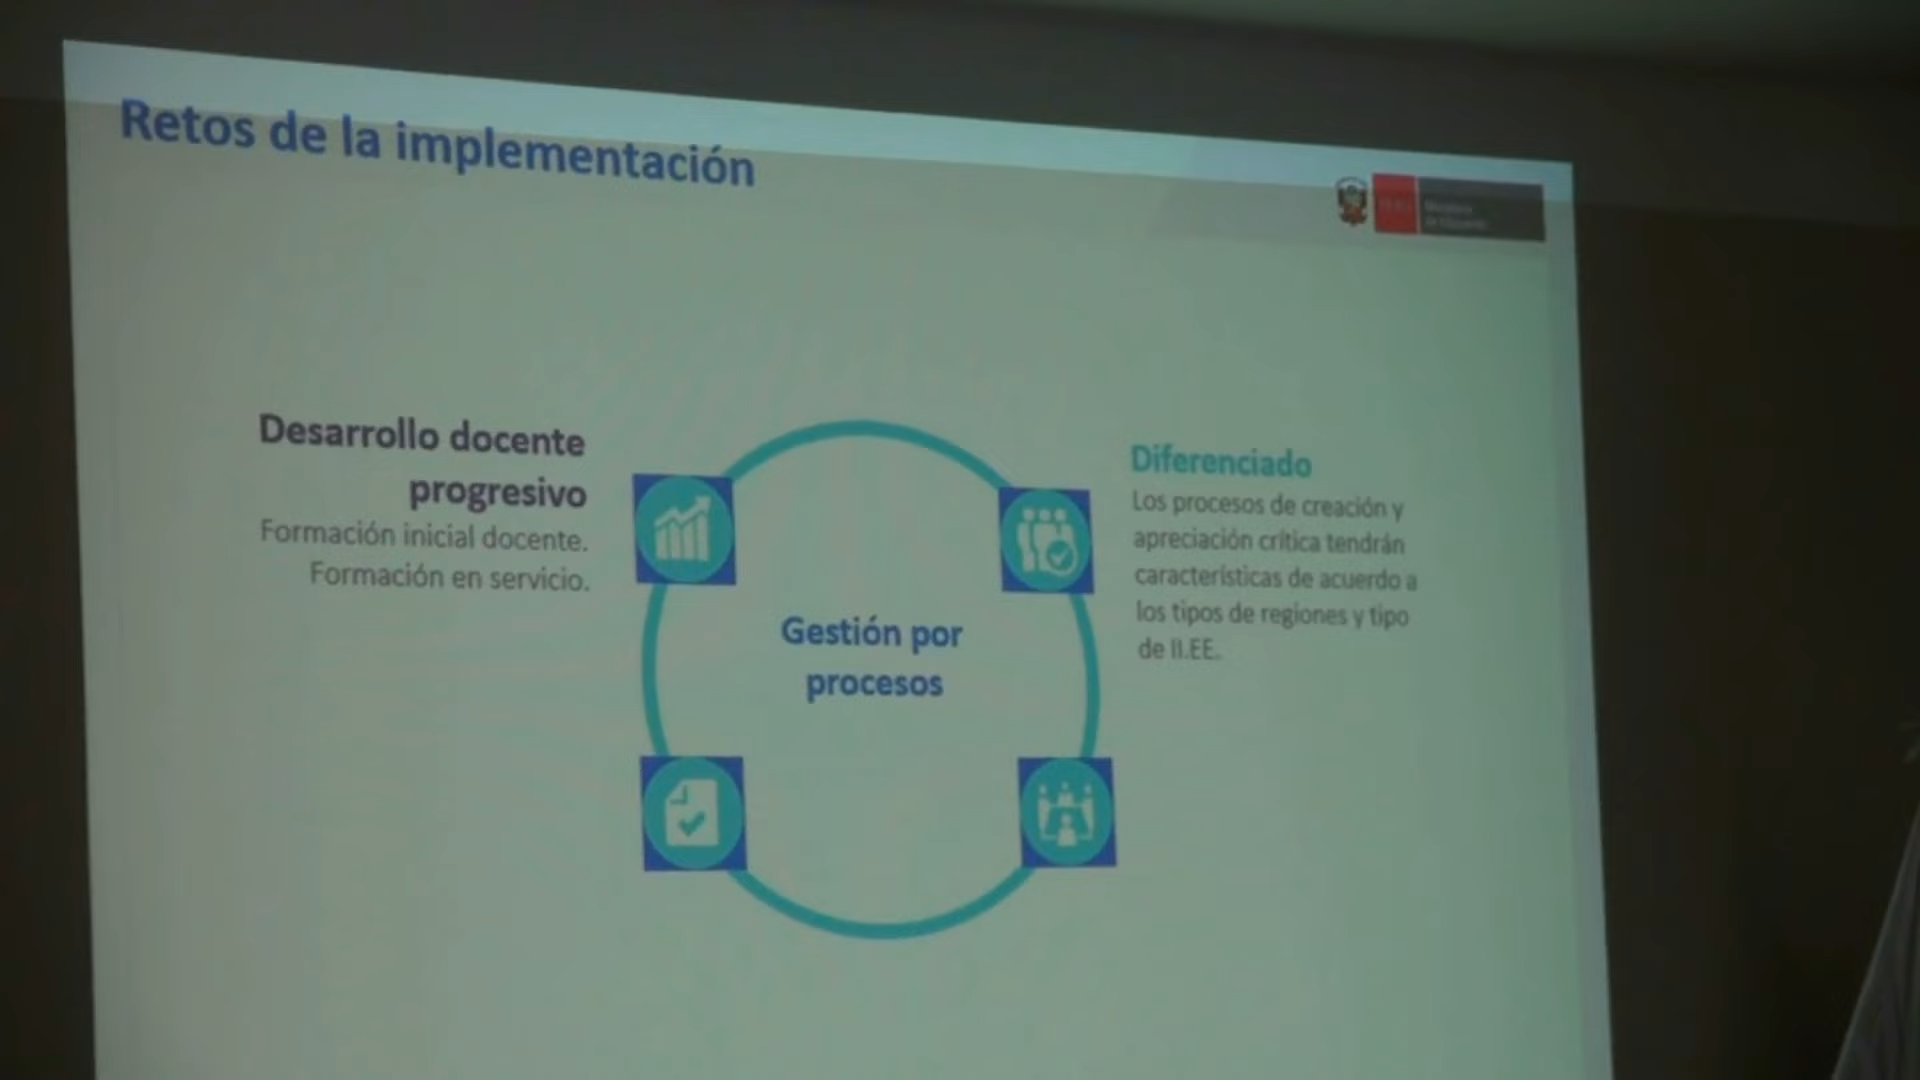 Retos de la implementación
Desarrollo docente
progresivo
Formación inicial docente.
Formación en servicio.
Gestión por
procesos
Diferenciado
Los procesos de creación y
apreciación crítica tendrán
características de acuerdo a
los tipos de regiones y tipo
de II.EE.